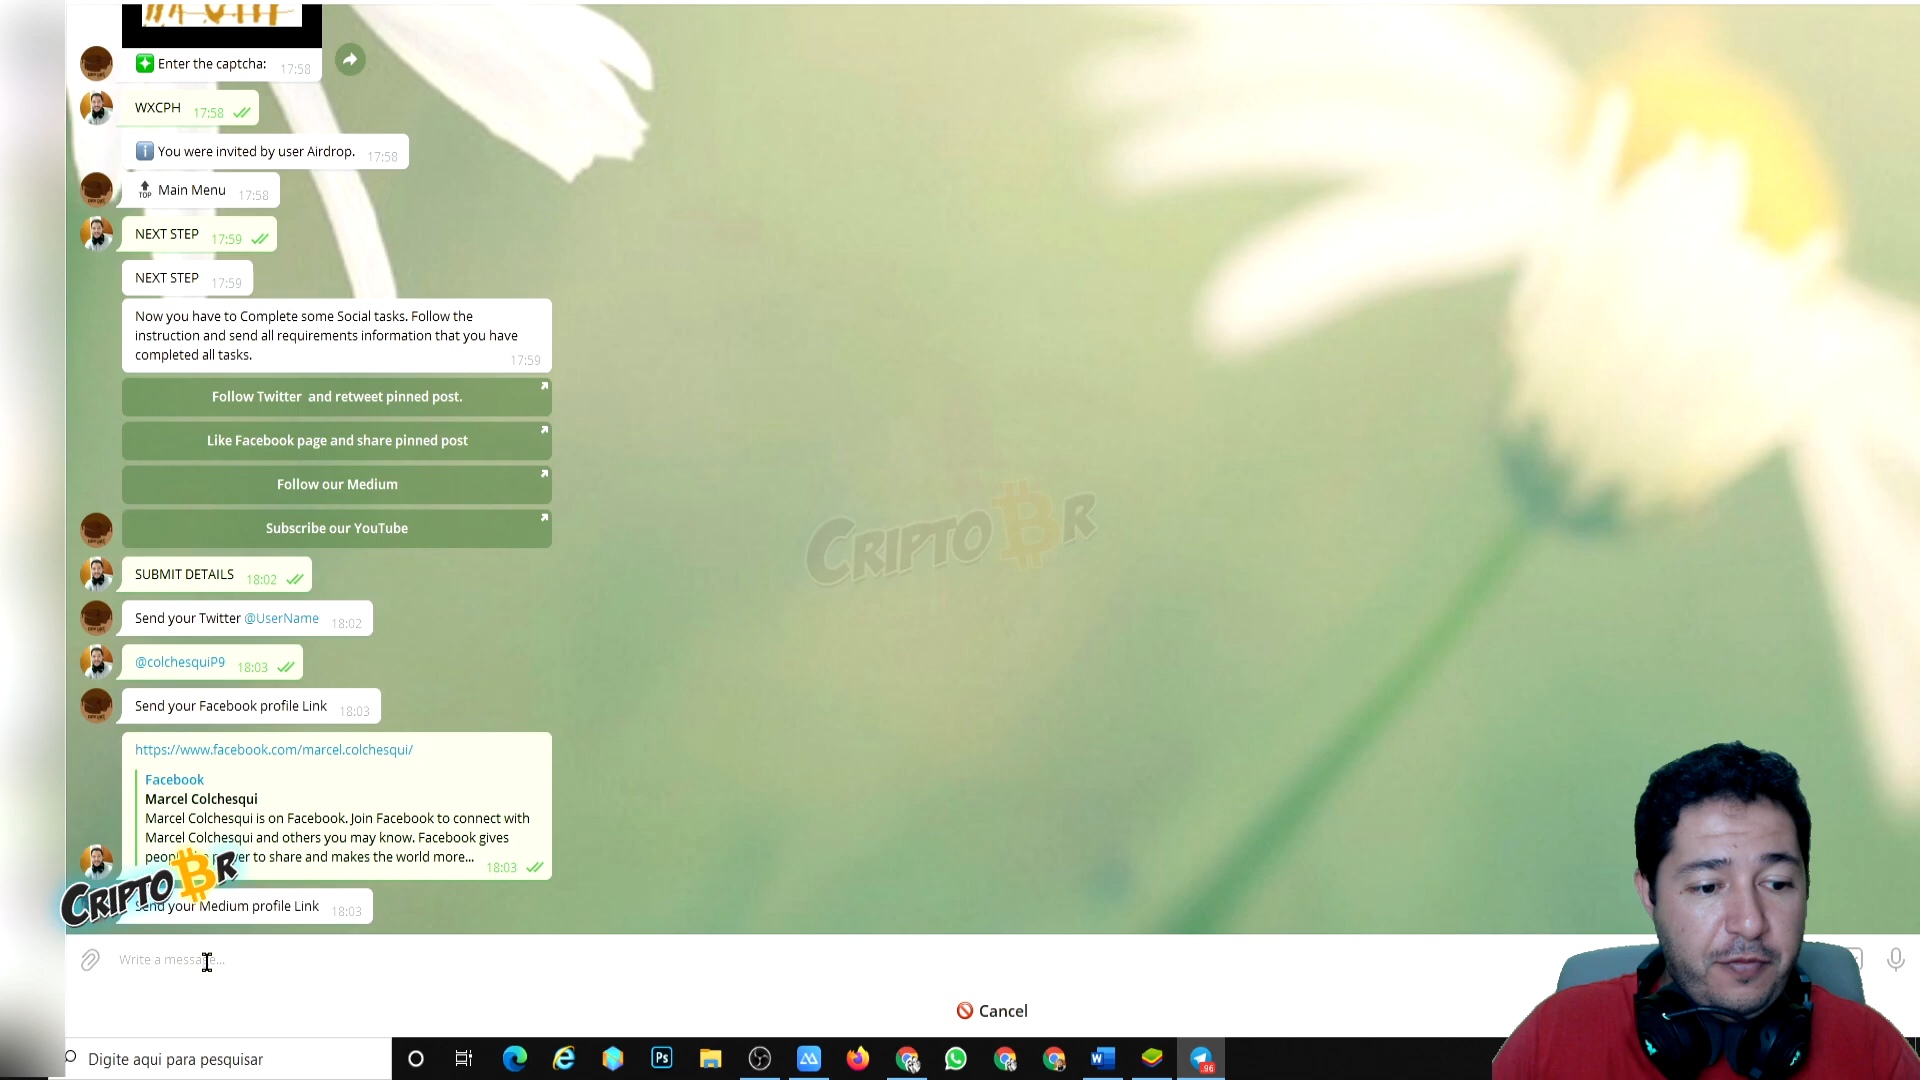 Enter the captcha: 17:58
WXCPH 17:58
You were invited by user Airdrop. 17:58
TOP Main Menu 17:58
NEXT STEP 17:59
NEXT STEP 17:59
Now you have to Complete some Social tasks. Follow the
instruction and send all requirements information that you have
completed all tasks. 17:59
Follow Twitter and retweet pinned post.
Like Facebook page and share pinned post
Follow our Medium
Subscribe our YouTube
CRIPTO BR
SUBMIT DETAILS 18:02
Send your Twitter @UserName 18:02
@colchesquiP9 18:03
Send your Facebook profile Link 18:03
https://www.facebook.com/marcel.colchesqui/
Facebook
Marcel Colchesqui
Marcel Colchesqui is on Facebook. Join Facebook to connect with
Marcel Colchesqui and others you may know. Facebook gives
to share and makes the world more... 18:03
CRIPTO BR
your Medium profile Link 18:03
Write a message...
Cancel
Digite aqui para pesquisar
Ps
W
96